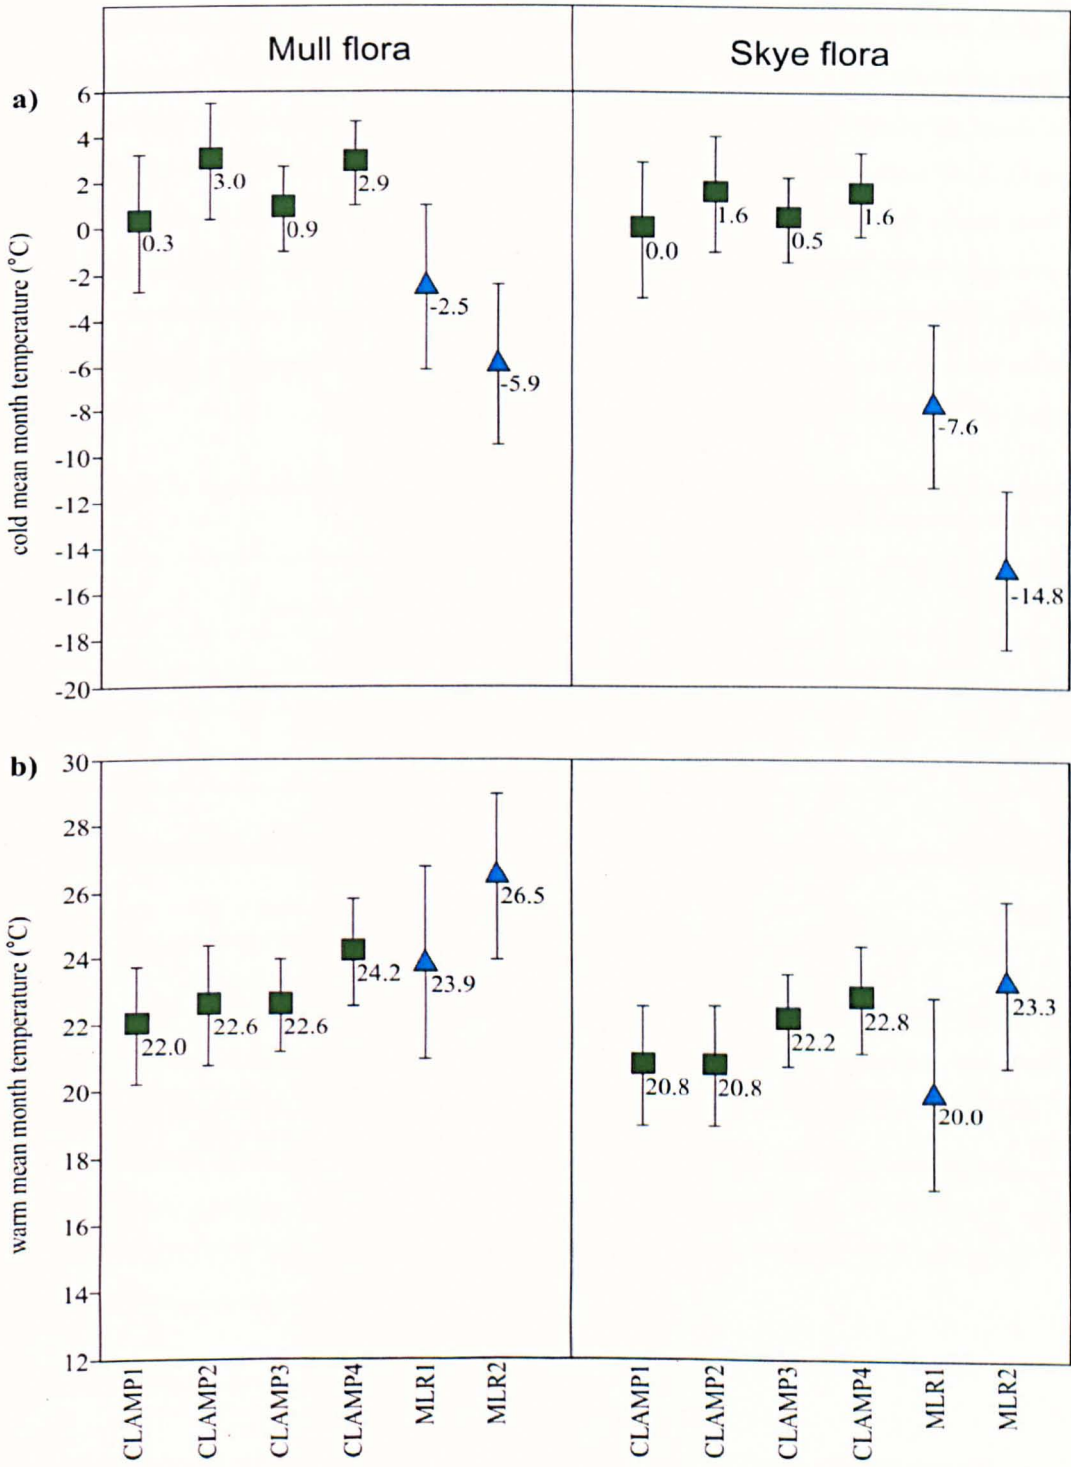 Mull flora
Skye flora
a)
cold mean month temperature (°C)
6
4
2
0
-2
-4
-6
-8
-10
-12
-14
-16
-18
-20
0.3
3.0
0.9
2.9
-2.5
-5.9
0.0
1.6
0.5
1.6
-7.6
-14.8
b)
warm mean month temperature (°C)
30
28
26
24
22
20
18
16
14
12
22.0
22.6
22.6
24.2
23.9
26.5
20.8
20.8
22.2
22.8
20.0
23.3
CLAMP1
CLAMP2
CLAMP3
CLAMP4
MLR1
MLR2
CLAMP1
CLAMP2
CLAMP3
CLAMP4
MLR1
MLR2